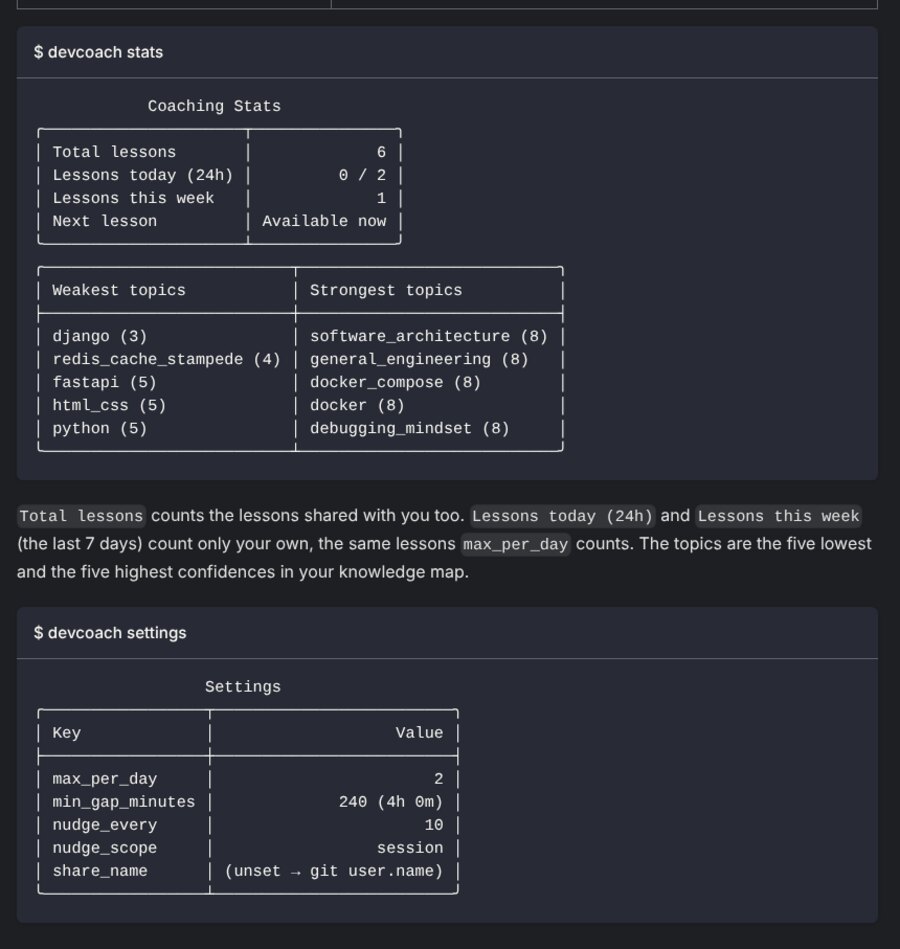 $ devcoach stats
Coaching Stats
Total lessons 6
Lessons today (24h) 0 / 2
Lessons this week 1
Next lesson Available now
Weakest topics Strongest topics
django (3) software_architecture (8)
redis_cache_stampede (4) general_engineering (8)
fastapi (5) docker_compose (8)
html_css (5) docker (8)
python (5) debugging_mindset (8)
Total lessons counts the lessons shared with you too. Lessons today (24h) and Lessons this week
(the last 7 days) count only your own, the same lessons max_per_day counts. The topics are the five lowest
and the five highest confidences in your knowledge map.
$ devcoach settings
Settings
Key Value
max_per_day 2
min_gap_minutes 240 (4h 0m)
nudge_every 10
nudge_scope session
share_name (unset → git user.name)